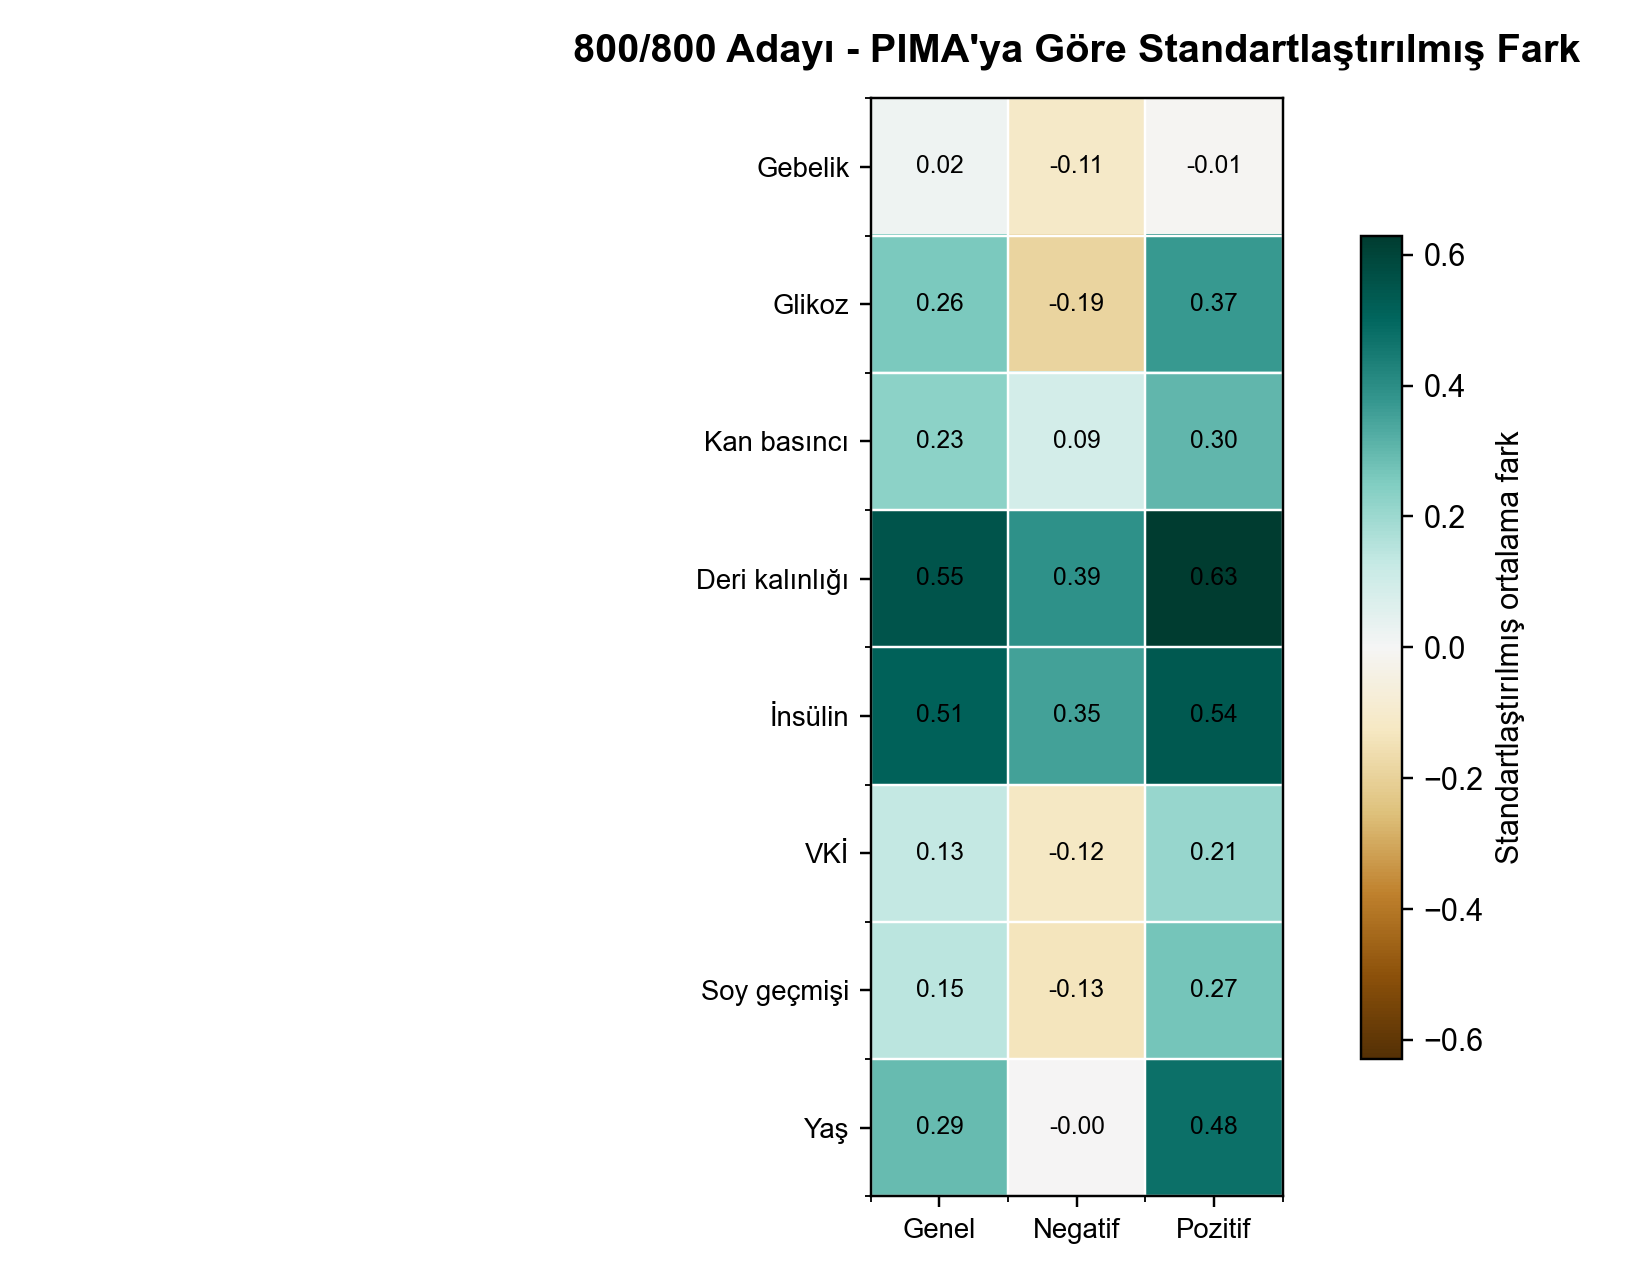 800/800 Adayı - PIMA'ya Göre Standartlaştırılmış Fark
Gebelik 0.02 -0.11 -0.01
Glikoz 0.26 -0.19 0.37
Kan basıncı 0.23 0.09 0.30
Deri kalınlığı 0.55 0.39 0.63
İnsülin 0.51 0.35 0.54
VKİ 0.13 -0.12 0.21
Soy geçmişi 0.15 -0.13 0.27
Yaş 0.29 -0.00 0.48
Genel Negatif Pozitif
0.6
0.4
0.2
0.0
−0.2
−0.4
−0.6
Standartlaştırılmış ortalama fark